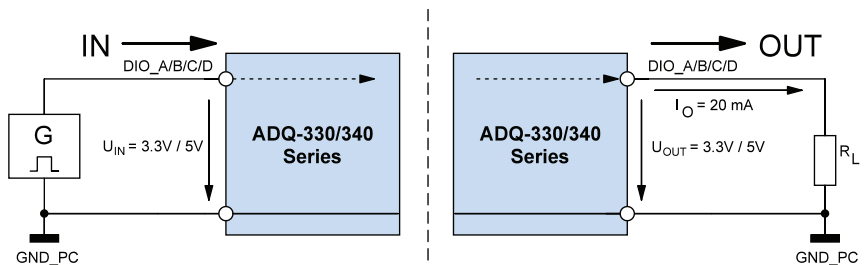 IN
DIO_A/B/C/D
G
U_IN = 3.3V / 5V
ADQ-330/340
Series
GND_PC
OUT
DIO_A/B/C/D
I_O = 20 mA
ADQ-330/340
Series
U_OUT = 3.3V / 5V
R_L
GND_PC